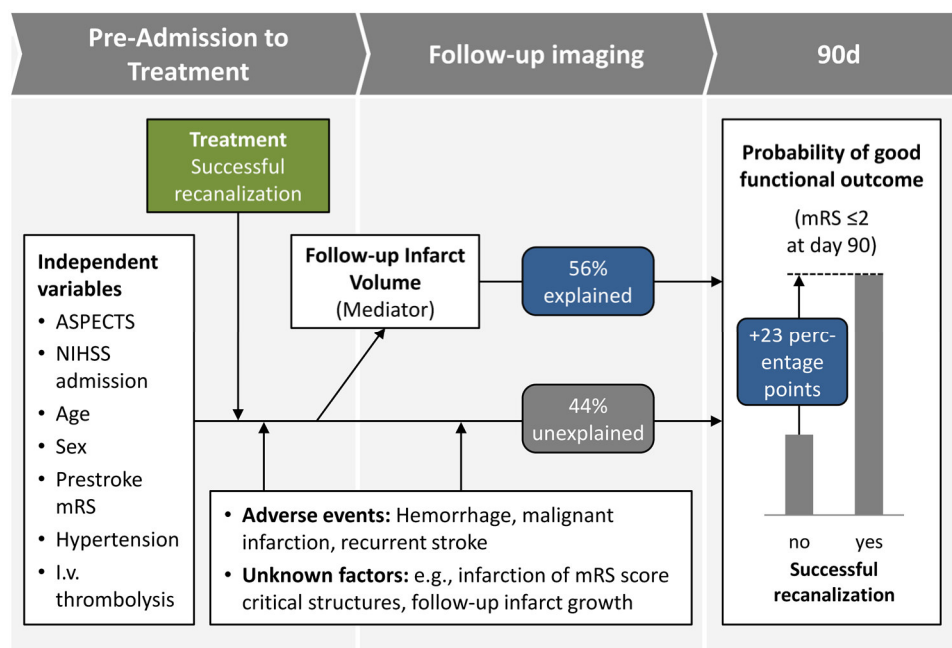 Pre-Admission to
Treatment
Follow-up imaging
90d
Treatment
Successful
recanalization
Independent
variables
• ASPECTS
• NIHSS
admission
• Age
• Sex
• Prestroke
mRS
• Hypertension
• I.v.
thrombolysis
Follow-up Infarct
Volume
(Mediator)
56%
explained
44%
unexplained
• Adverse events: Hemorrhage, malignant
infarction, recurrent stroke
• Unknown factors: e.g., infarction of mRS score
critical structures, follow-up infarct growth
Probability of good
functional outcome
(mRS ≤2
at day 90)
+23 perc-
entage
points
no yes
Successful
recanalization